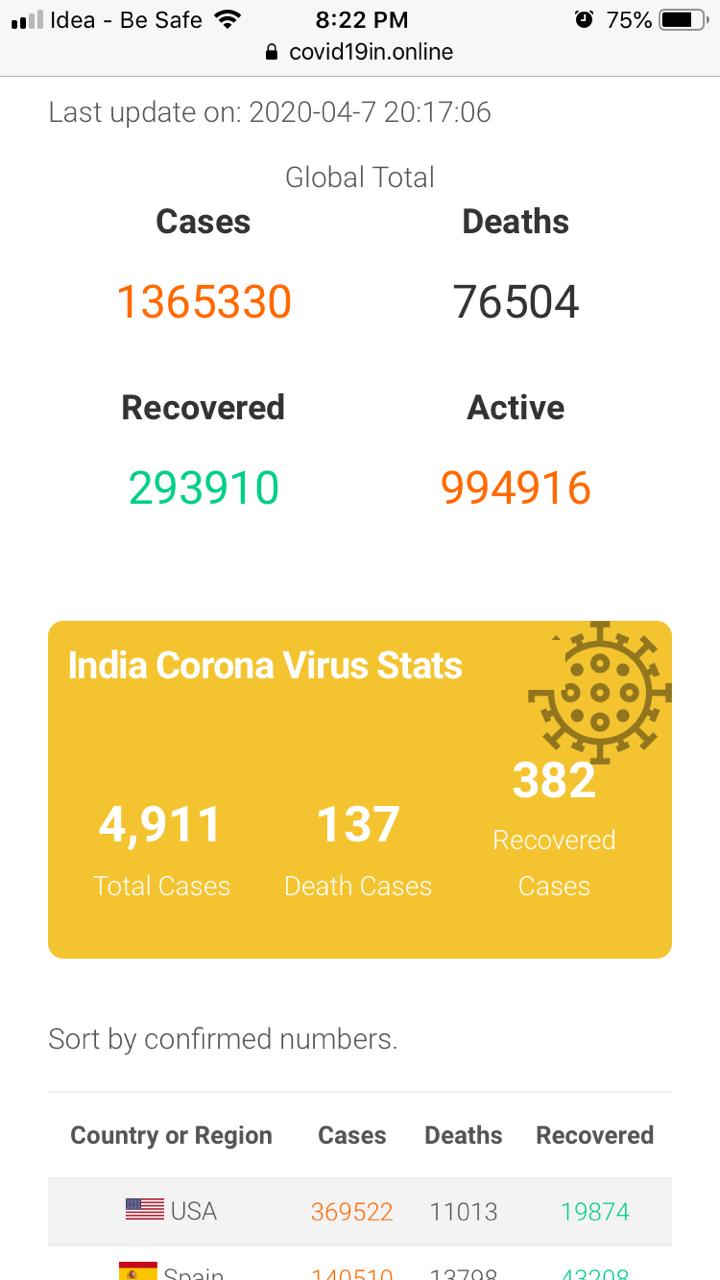 Idea - Be Safe 8:22 PM 75%
covid19in.online
Last update on: 2020-04-7 20:17:06
Global Total
Cases Deaths
1365330 76504
Recovered Active
293910 994916
India Corona Virus Stats
4,911 137 382
Total Cases Death Cases Recovered Cases
Sort by confirmed numbers.
Country or Region Cases Deaths Recovered
USA 369522 11013 19874
Spain 140510 13798 43208